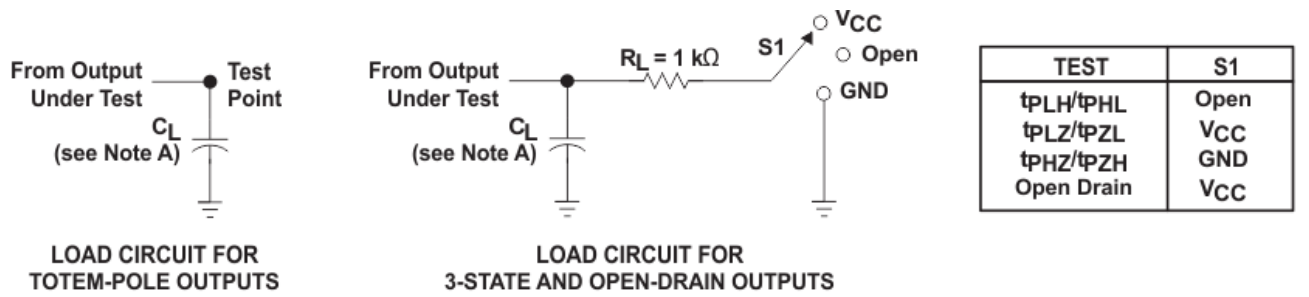 From Output
Under Test
Test
Point
CL
(see Note A)
LOAD CIRCUIT FOR
TOTEM-POLE OUTPUTS
From Output
Under Test
RL = 1 kΩ
S1
VCC
Open
GND
CL
(see Note A)
LOAD CIRCUIT FOR
3-STATE AND OPEN-DRAIN OUTPUTS
TEST S1
tPLH/tPHL Open
tPLZ/tPZL VCC
tPHZ/tPZH GND
Open Drain VCC